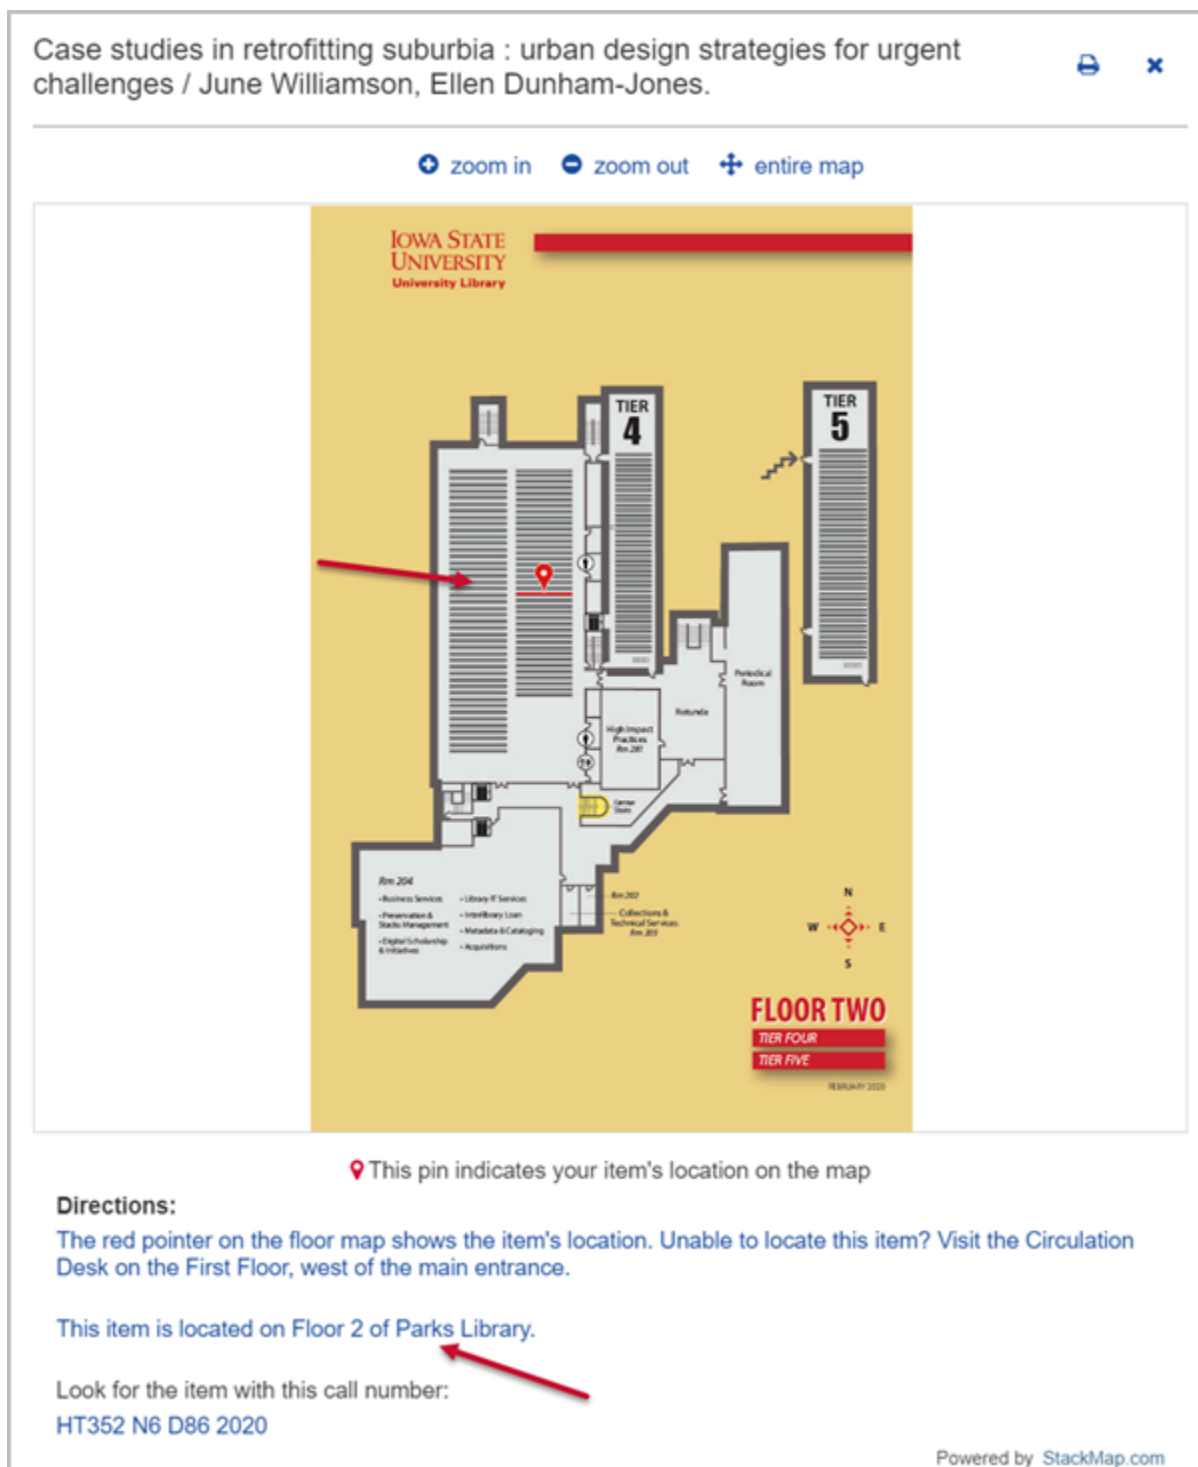 Case studies in retrofitting suburbia : urban design strategies for urgent
challenges / June Williamson, Ellen Dunham-Jones.
zoom in zoom out entire map
IOWA STATE
UNIVERSITY
University Library
TIER
4
TIER
5
Periodical
Room
Rotunda
High Impact
Practices
Rm 281
Center
Stairs
Rm 204
• Business Services
• Preservation &
Stacks Management
• Digital Scholarship
& Initiatives
• Library IT Services
• Interlibrary Loan
• Metadata & Cataloging
• Acquisitions
Rm 202
Collections &
Technical Services
Rm 203
N
W E
S
FLOOR TWO
TIER FOUR
TIER FIVE
FEBRUARY 2020
This pin indicates your item's location on the map
Directions:
The red pointer on the floor map shows the item's location. Unable to locate this item? Visit the Circulation
Desk on the First Floor, west of the main entrance.
This item is located on Floor 2 of Parks Library.
Look for the item with this call number:
HT352 N6 D86 2020
Powered by StackMap.com